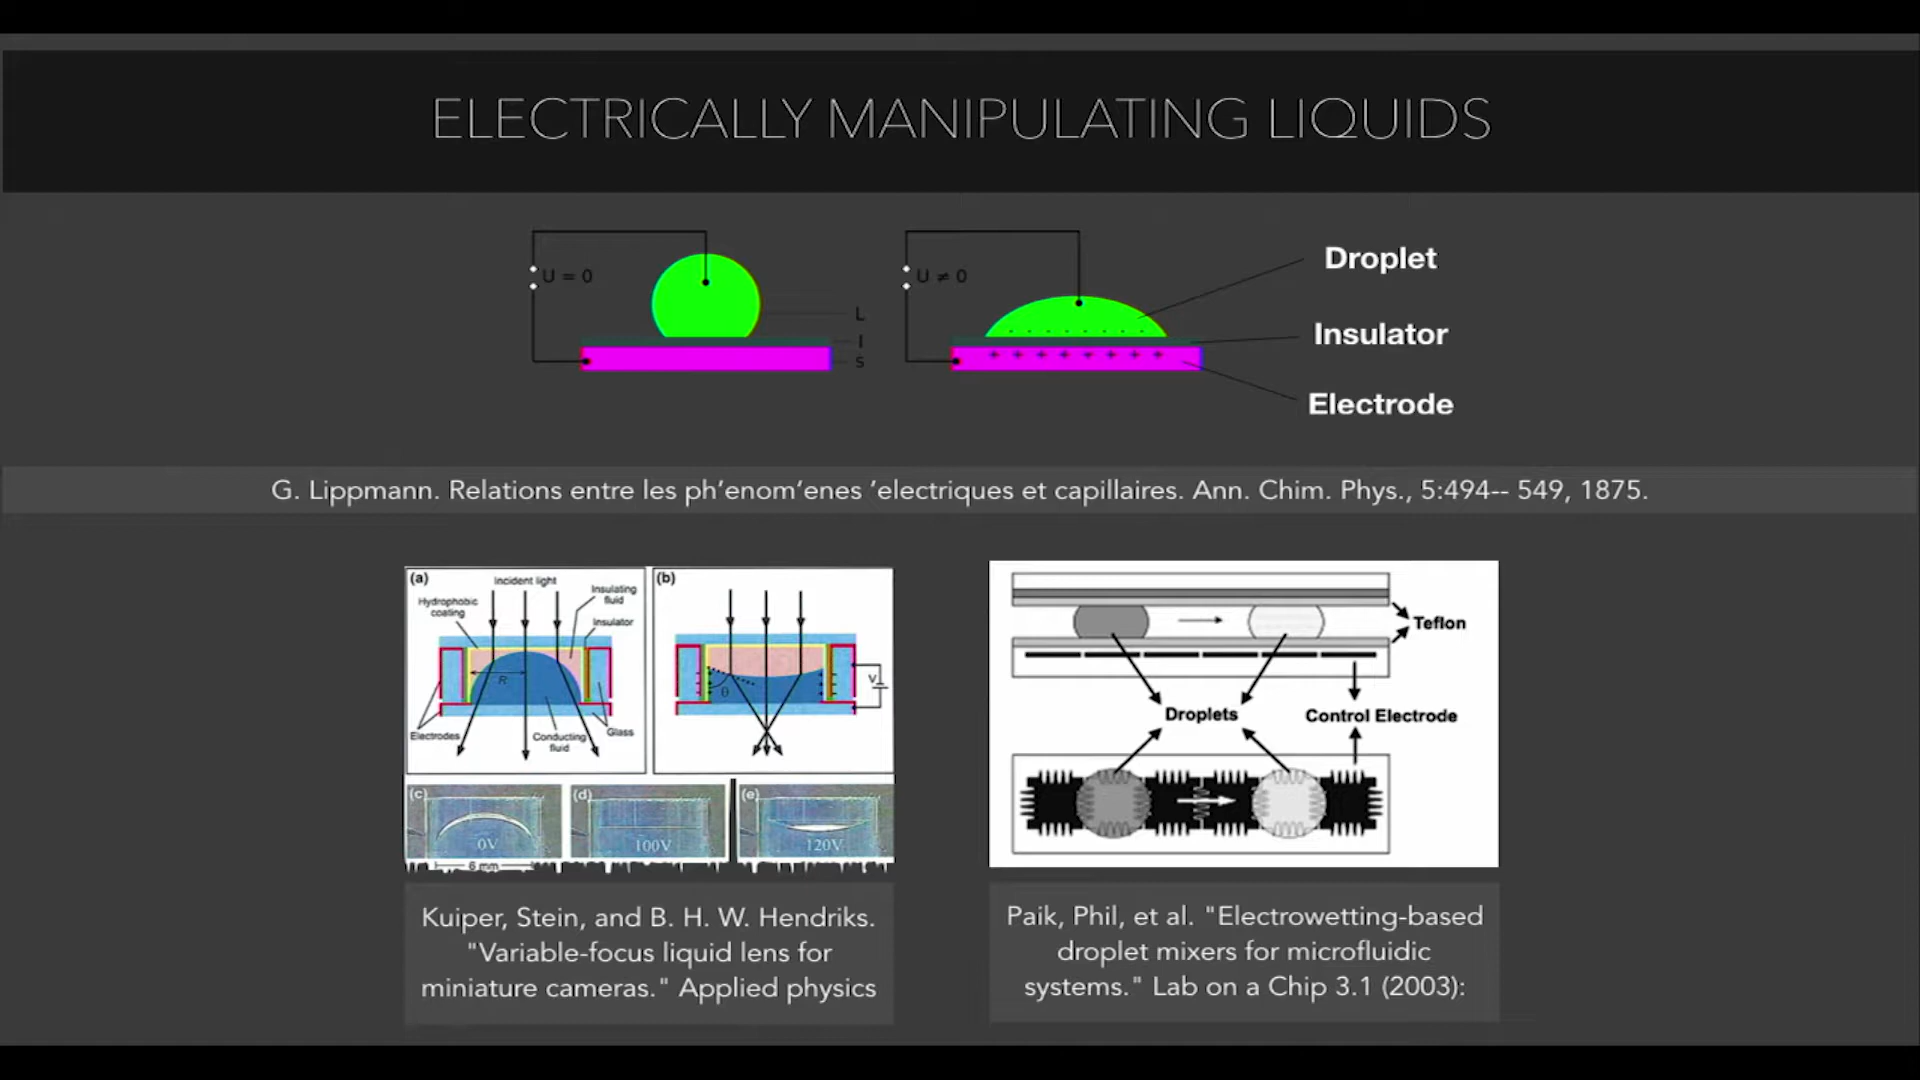 ELECTRICALLY MANIPULATING LIQUIDS
U = 0
L
I
S
U ≠ 0
Droplet
Insulator
Electrode
G. Lippmann. Relations entre les ph’enom’enes ’electriques et capillaires. Ann. Chim. Phys., 5:494-- 549, 1875.
(a)
Incident light
Hydrophobic
coating
Insulating
fluid
Insulator
R
Electrodes
Conducting
fluid
Glass
(b)
θ
V
(c)
0V
6 mm
(d)
100V
(e)
120V
Kuiper, Stein, and B. H. W. Hendriks.
"Variable-focus liquid lens for
miniature cameras." Applied physics
Teflon
Droplets
Control Electrode
Paik, Phil, et al. "Electrowetting-based
droplet mixers for microfluidic
systems." Lab on a Chip 3.1 (2003):